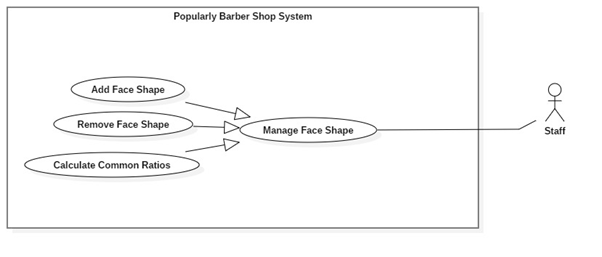 Popularly Barber Shop System
Add Face Shape
Remove Face Shape
Manage Face Shape
Staff
Calculate Common Ratios